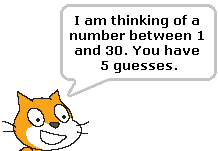 I am thinking of a
number between 1
and 30. You have
5 guesses.